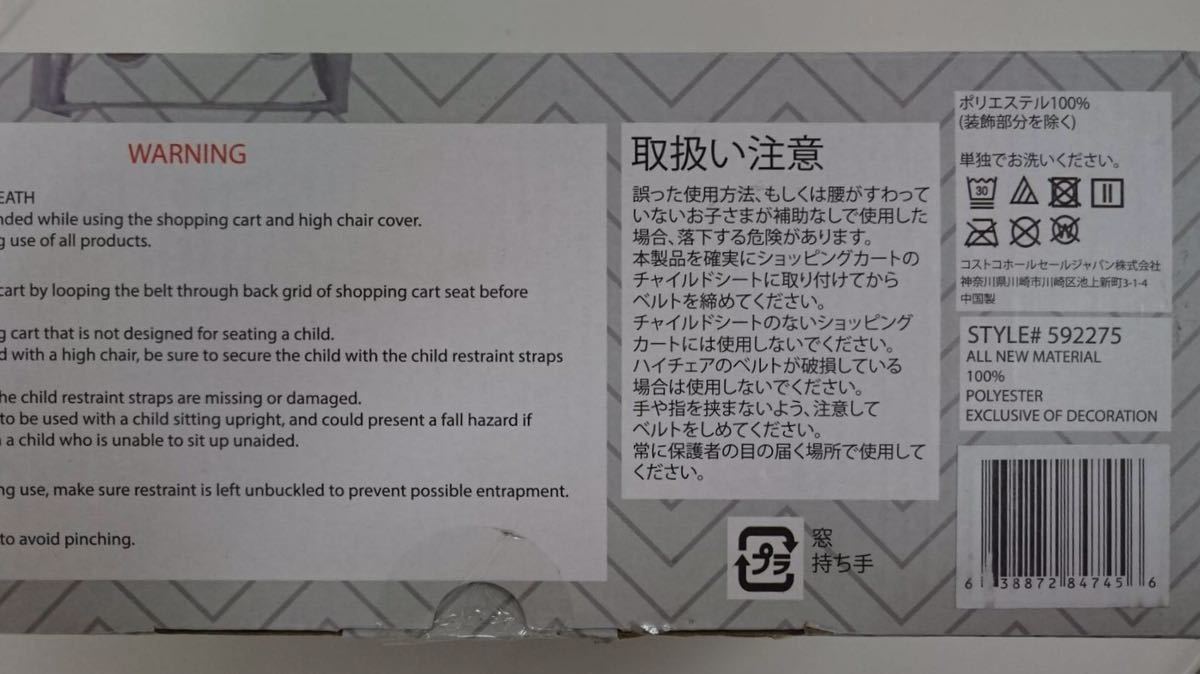 WARNING
EATH
nded while using the shopping cart and high chair cover.
g use of all products.
cart by looping the belt through back grid of shopping cart seat before
g cart that is not designed for seating a child.
d with a high chair, be sure to secure the child with the child restraint straps
he child restraint straps are missing or damaged.
to be used with a child sitting upright, and could present a fall hazard if
a child who is unable to sit up unaided.
ng use, make sure restraint is left unbuckled to prevent possible entrapment.
to avoid pinching.
取扱い注意
誤った使用方法、もしくは腰がすわって
いないお子さまが補助なしで使用した
場合、落下する危険があります。
本製品を確実にショッピングカートの
チャイルドシートに取り付けてから
ベルトを締めてください。
チャイルドシートのないショッピング
カートには使用しないでください。
ハイチェアのベルトが破損している
場合は使用しないでください。
手や指を挟まないよう、注意して
ベルトをしめてください。
常に保護者の目の届く場所で使用して
ください。
プラ
窓
持ち手
ポリエステル100%
(装飾部分を除く)
単独でお洗いください。
30
W
コストコホールセールジャパン株式会社
神奈川県川崎市川崎区池上新町3-1-4
中国製
STYLE# 592275
ALL NEW MATERIAL
100%
POLYESTER
EXCLUSIVE OF DECORATION
6 38872 84745 6